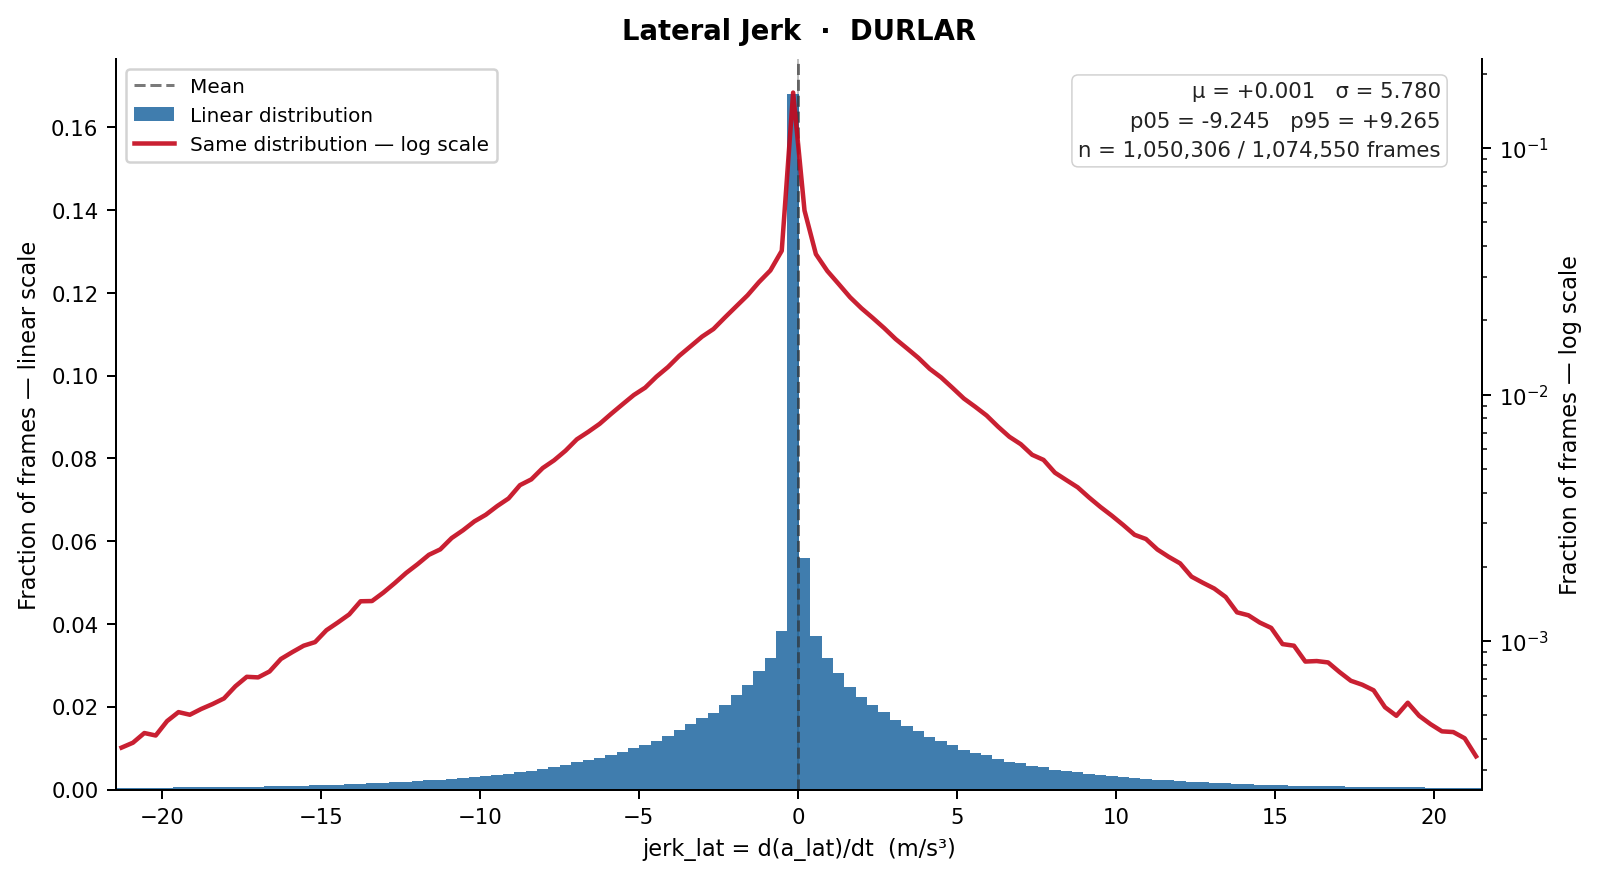 Lateral Jerk · DURLAR
Mean
Linear distribution
Same distribution — log scale
μ = +0.001 σ = 5.780
p05 = -9.245 p95 = +9.265
n = 1,050,306 / 1,074,550 frames
Fraction of frames — linear scale
0.16
0.14
0.12
0.10
0.08
0.06
0.04
0.02
0.00
10⁻¹
10⁻²
10⁻³
Fraction of frames — log scale
−20 −15 −10 −5 0 5 10 15 20
jerk_lat = d(a_lat)/dt (m/s³)